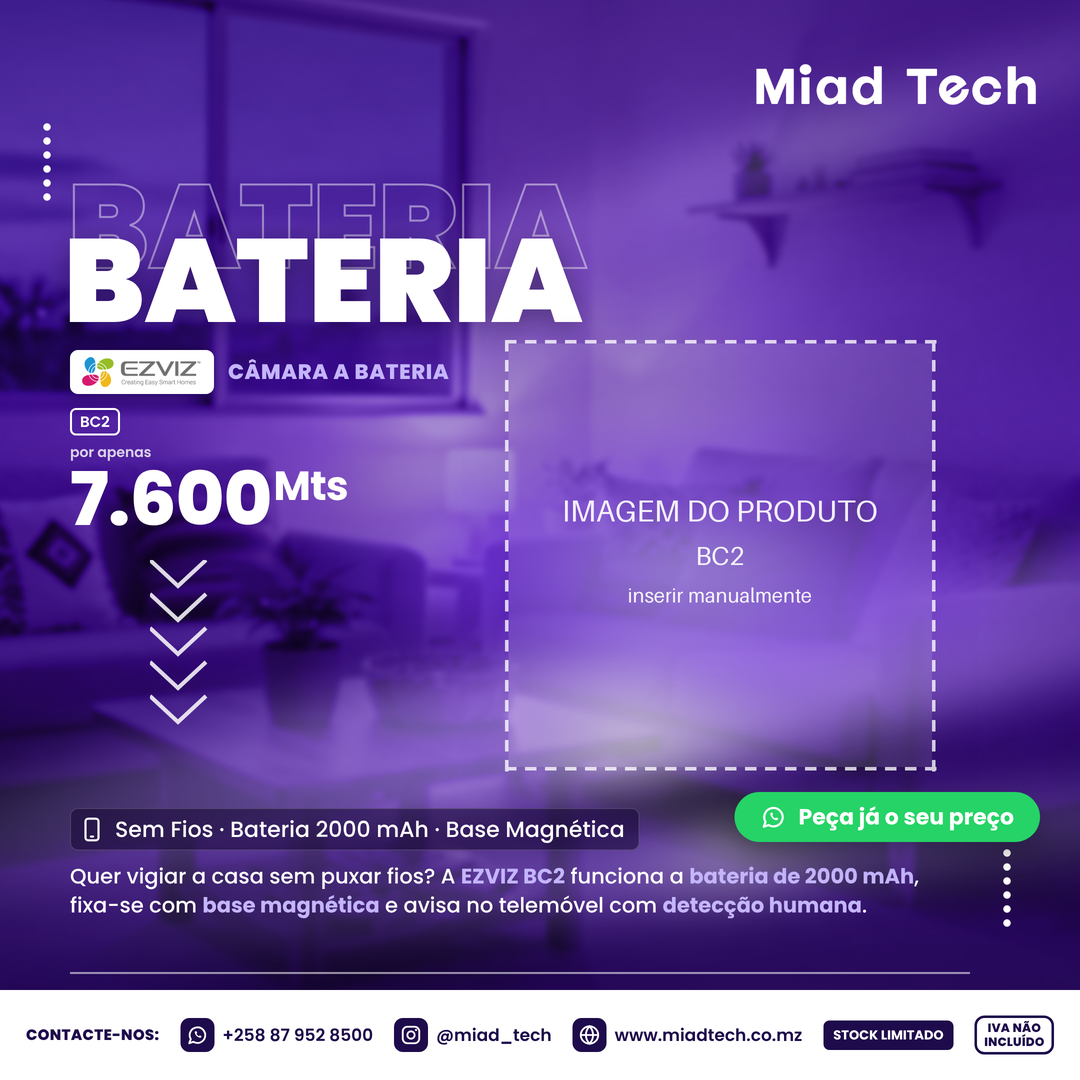 Miad Tech
BATERIA
BATERIA
EZVIZ™
Creating Easy Smart Homes
CÂMARA A BATERIA
BC2
por apenas
7.600Mts
IMAGEM DO PRODUTO
BC2
inserir manualmente
Sem Fios · Bateria 2000 mAh · Base Magnética
Peça já o seu preço
Quer vigiar a casa sem puxar fios? A EZVIZ BC2 funciona a bateria de 2000 mAh,
fixa-se com base magnética e avisa no telemóvel com detecção humana.
CONTACTE-NOS: +258 87 952 8500 @miad_tech www.miadtech.co.mz STOCK LIMITADO
IVA NÃO
INCLUÍDO